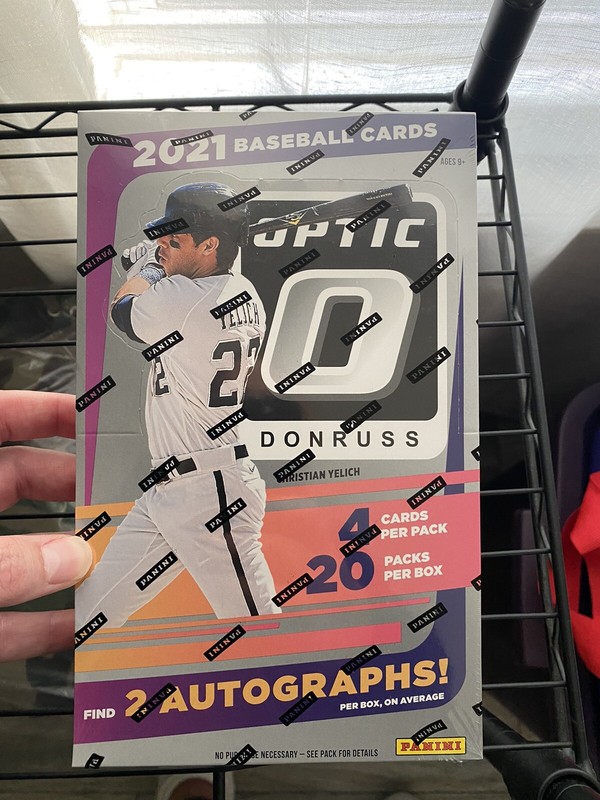 2021 BASEBALL CARDS
AGES 9+
OPTIC
YELICH
22
2
DONRUSS
CHRISTIAN YELICH
4 CARDS
PER PACK
20 PACKS
PER BOX
FIND 2 AUTOGRAPHS!
PER BOX, ON AVERAGE
NO PURCHASE NECESSARY – SEE PACK FOR DETAILS
PANINI